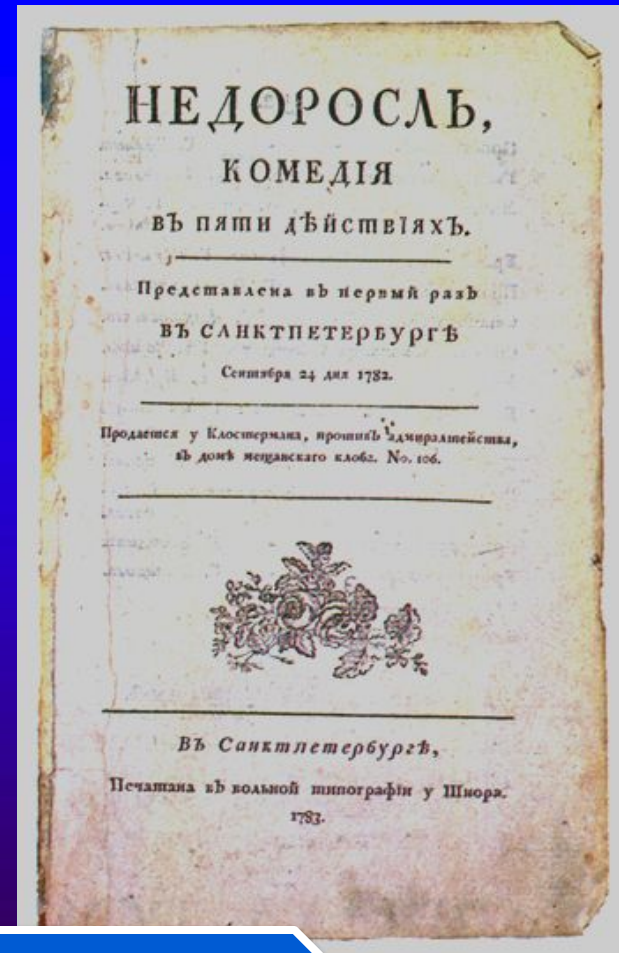 НЕДОРОСЛЬ,
КОМЕДІЯ
ВЪ ПЯТИ ДѢЙСТВІЯХЪ.
Представлена въ первый разъ
ВЪ САНКТПЕТЕРБУРГѢ
Сентября 24 дня 1782.
Продается у Клостермана, противъ адмиралтейства,
въ домѣ мещанскаго клоба. No. 106.
Въ Санктпетербургѣ,
Печатана въ вольной типографіи у Шнора.
1783.